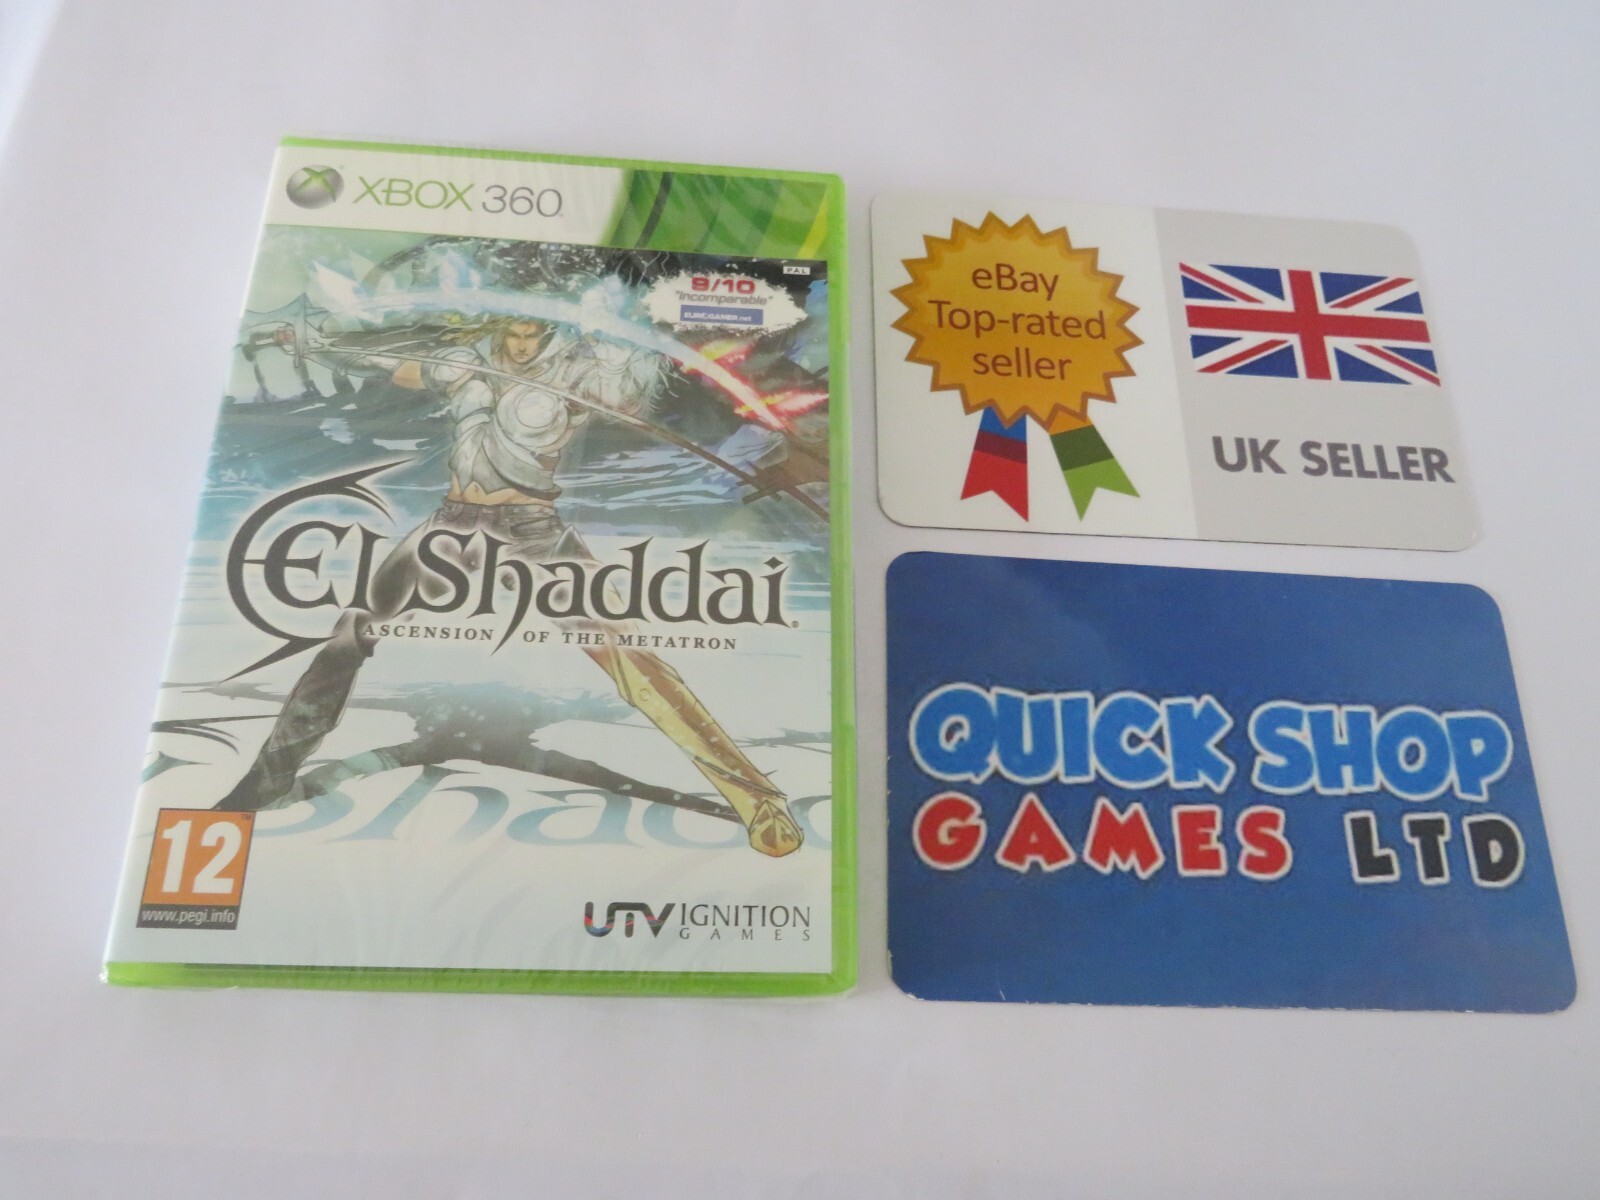 XBOX 360
PAL
9/10
"Incomparable"
EUROGAMER.net
El Shaddai®
ASCENSION OF THE METATRON
12™
www.pegi.info
UTV IGNITION
GAMES
eBay
Top-rated
seller
UK SELLER
QUICK SHOP
GAMES LTD